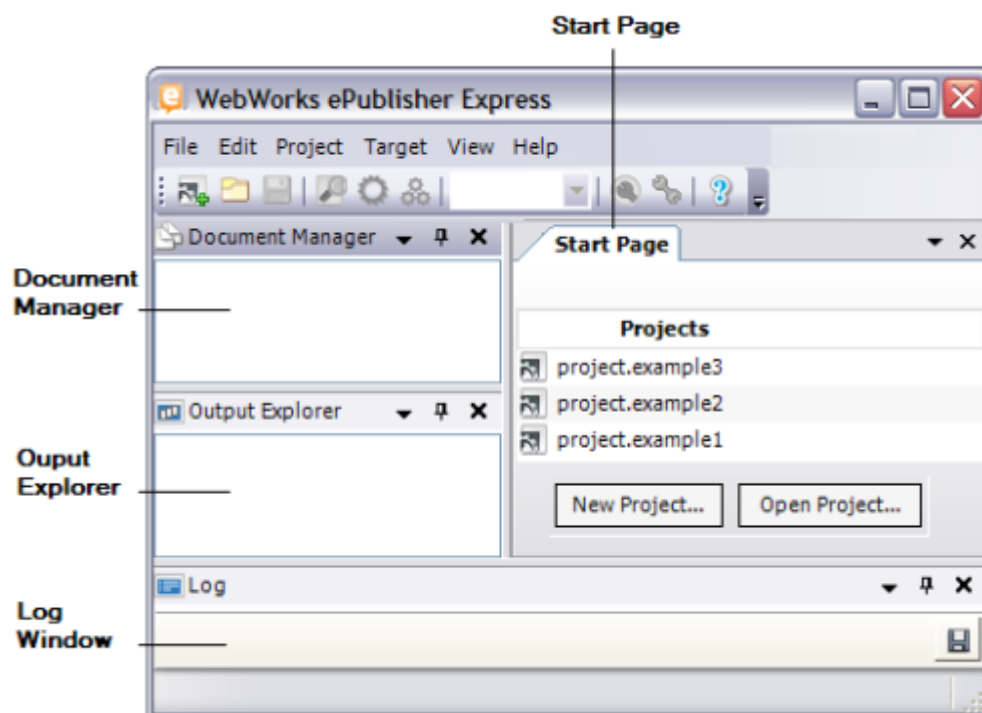 Start Page
WebWorks ePublisher Express
File Edit Project Target View Help
Document Manager
Start Page
Document
Manager
Projects
project.example3
project.example2
Output Explorer
project.example1
Ouput
Explorer
New Project... Open Project...
Log
Log
Window